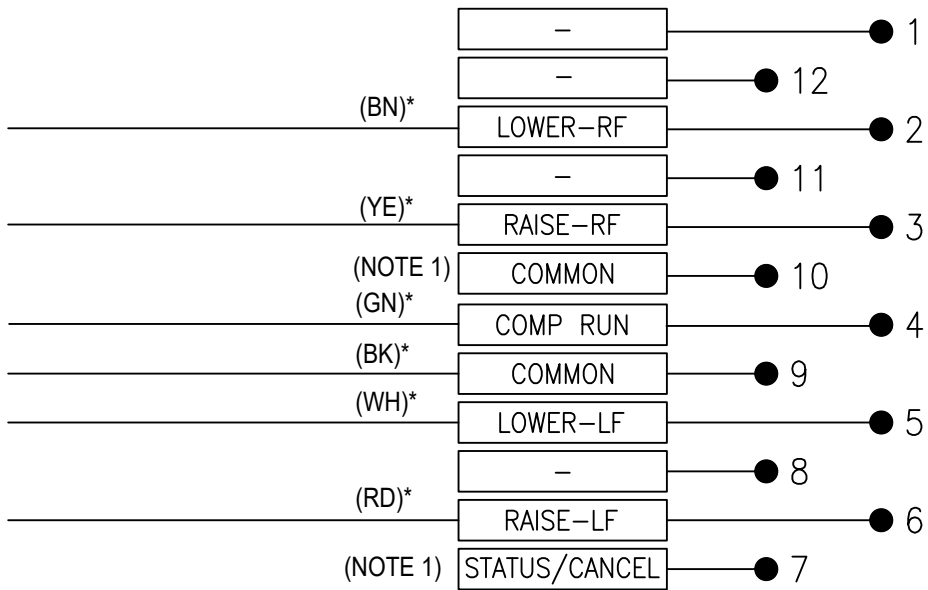 – 1
– 12
(BN)* LOWER–RF 2
– 11
(YE)* RAISE–RF 3
(NOTE 1) COMMON 10
(GN)* COMP RUN 4
(BK)* COMMON 9
(WH)* LOWER–LF 5
– 8
(RD)* RAISE–LF 6
(NOTE 1) STATUS/CANCEL 7